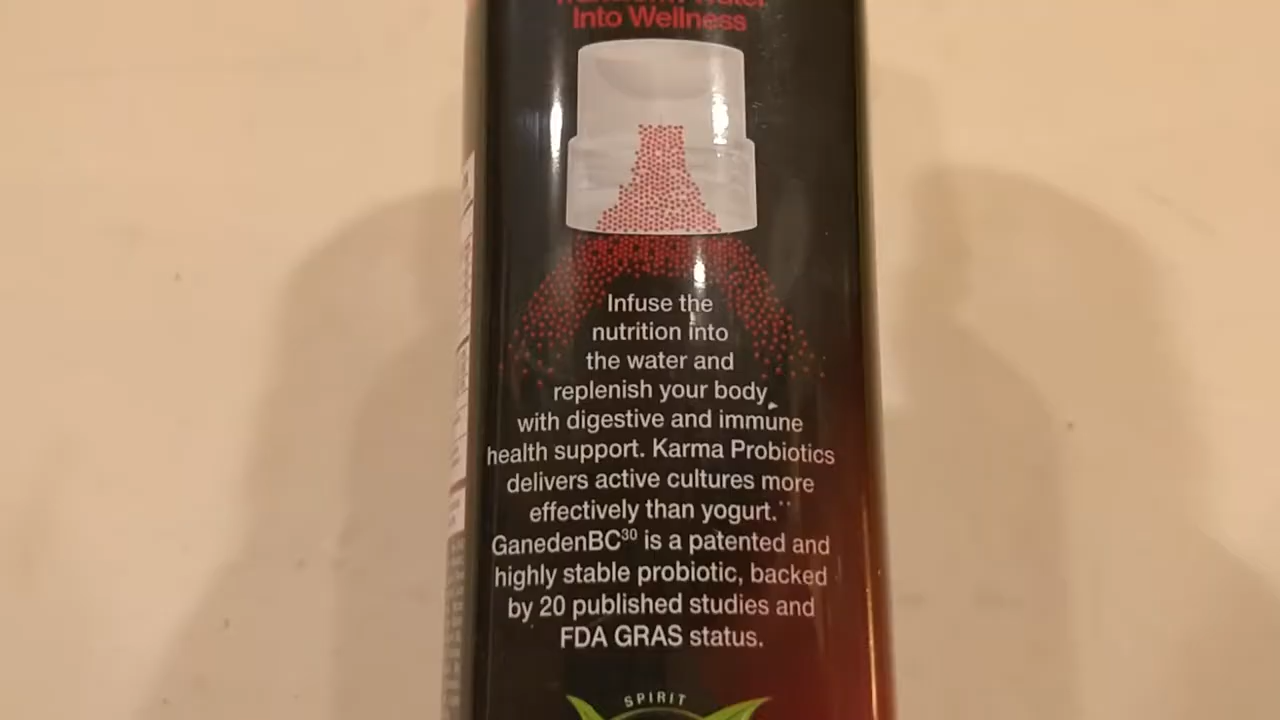 Into Wellness
Infuse the
nutrition into
the water and
replenish your body
with digestive and immune
health support. Karma Probiotics
delivers active cultures more
effectively than yogurt.**
GanedenBC30 is a patented and
highly stable probiotic, backed
by 20 published studies and
FDA GRAS status.
SPIRIT